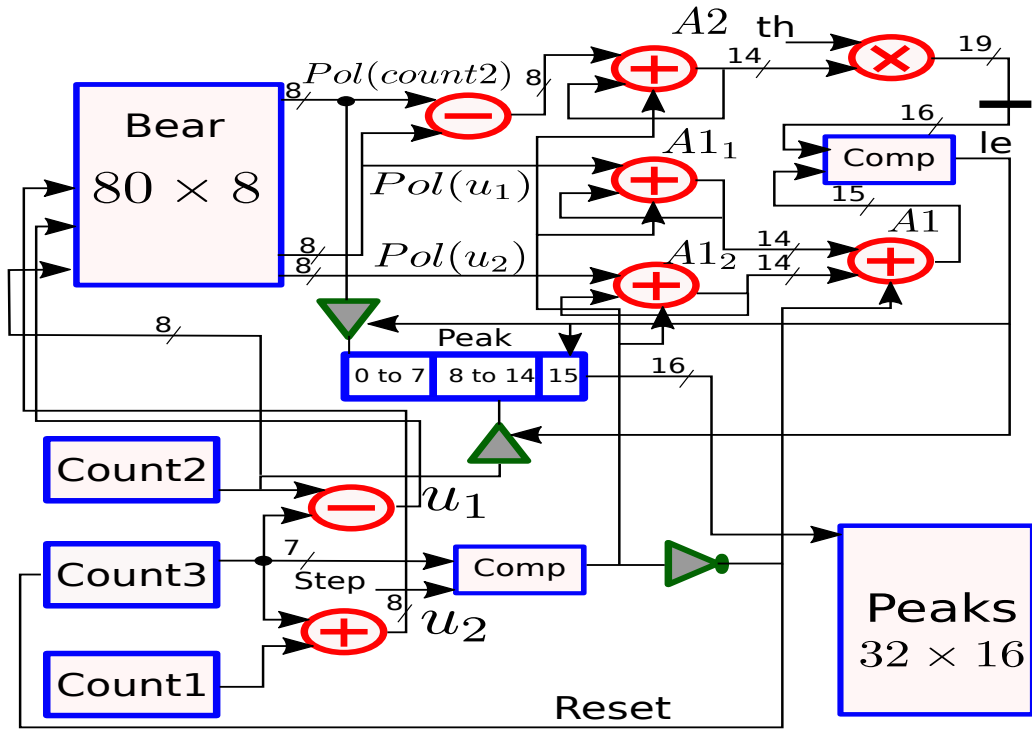 A2
th
14
19
8
Pol(count2)
8
Bear
80 × 8
16
le
A1₁
Comp
Pol(u₁)
15
A1
8
8
Pol(u₂)
A1₂
14
14
8
Peak
0 to 7
8 to 14
15
16
Count2
u₁
7
Comp
Count3
Step
8
u₂
Peaks
32 × 16
Count1
Reset